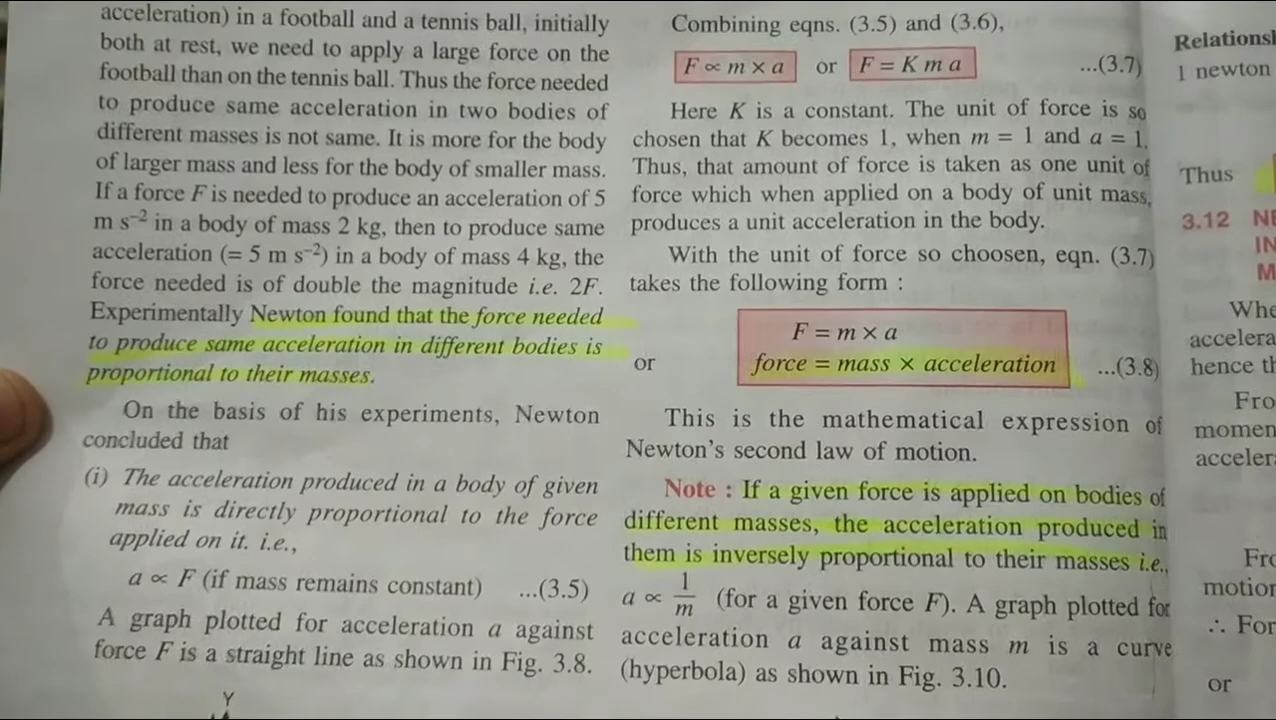 acceleration) in a football and a tennis ball, initially
both at rest, we need to apply a large force on the
football than on the tennis ball. Thus the force needed
to produce same acceleration in two bodies of
different masses is not same. It is more for the body
of larger mass and less for the body of smaller mass.
If a force F is needed to produce an acceleration of 5
m s⁻² in a body of mass 2 kg, then to produce same
acceleration (= 5 m s⁻²) in a body of mass 4 kg, the
force needed is of double the magnitude i.e. 2F.
Experimentally Newton found that the force needed
to produce same acceleration in different bodies is
proportional to their masses.
On the basis of his experiments, Newton
concluded that
(i) The acceleration produced in a body of given
mass is directly proportional to the force
applied on it. i.e.,
a ∝ F (if mass remains constant) ...(3.5)
A graph plotted for acceleration a against
force F is a straight line as shown in Fig. 3.8.
Y
Combining eqns. (3.5) and (3.6),
F ∝ m × a or F = K m a ...(3.7)
Here K is a constant. The unit of force is so
chosen that K becomes 1, when m = 1 and a = 1.
Thus, that amount of force is taken as one unit of
force which when applied on a body of unit mass,
produces a unit acceleration in the body.
With the unit of force so choosen, eqn. (3.7)
takes the following form :
F = m × a
or force = mass × acceleration ...(3.8)
This is the mathematical expression of
Newton's second law of motion.
Note : If a given force is applied on bodies of
different masses, the acceleration produced in
them is inversely proportional to their masses i.e.,
a ∝ 1/m (for a given force F). A graph plotted for
acceleration a against mass m is a curve
(hyperbola) as shown in Fig. 3.10.
Relationsl
1 newton
Thus
3.12 NE
IN
M
Whe
accelera
hence th
Fro
momen
acceler
Fro
motion
∴ For
or